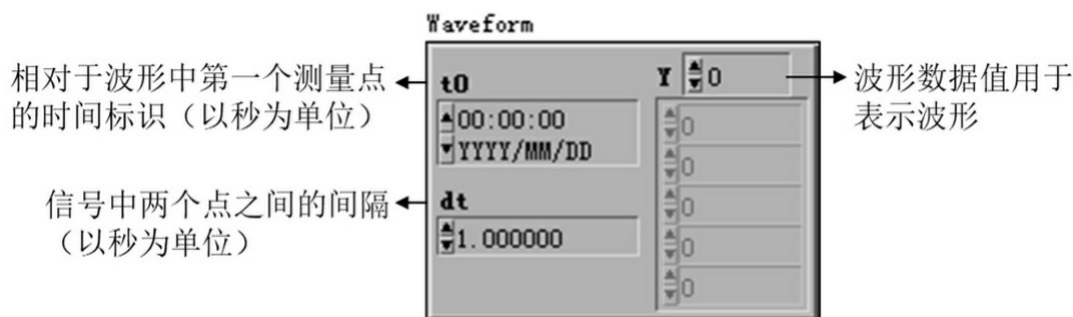 Waveform
相对于波形中第一个测量点
的时间标识（以秒为单位）
t0
00:00:00
YYYY/MM/DD
信号中两个点之间的间隔
（以秒为单位）
dt
1.000000
Y 0
0
0
0
0
0
波形数据值用于
表示波形